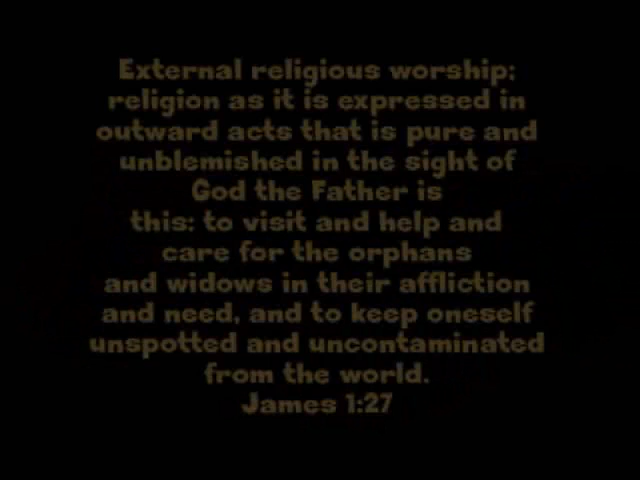 External religious worship;
religion as it is expressed in
outward acts that is pure and
unblemished in the sight of
God the Father is
this: to visit and help and
care for the orphans
and widows in their affliction
and need, and to keep oneself
unspotted and uncontaminated
from the world.
James 1:27